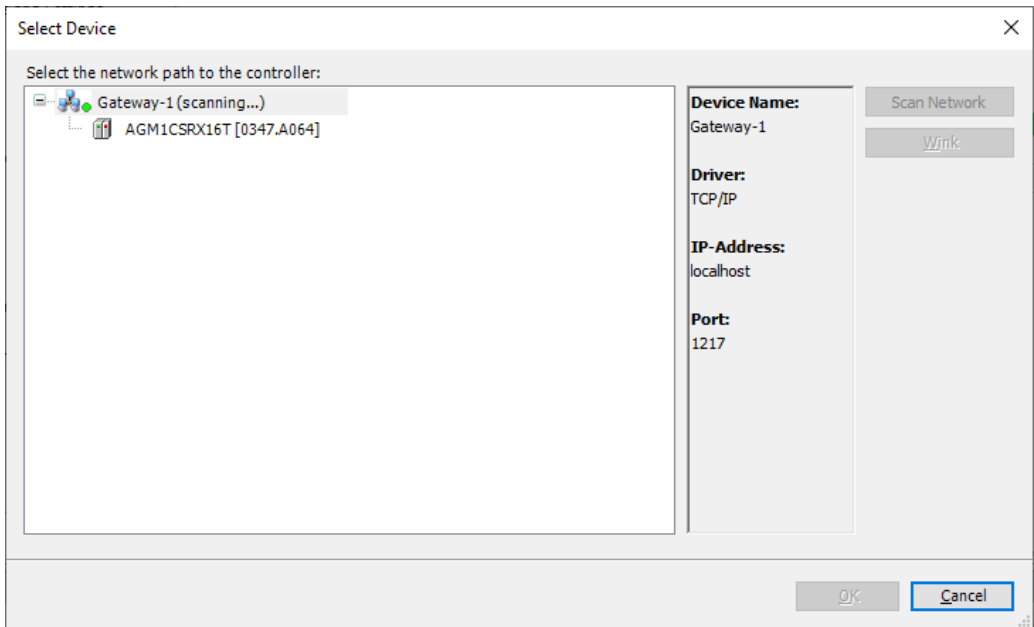 Select Device
Select the network path to the controller:
Gateway-1 (scanning...)
AGM1CSRX16T [0347.A064]
Device Name:
Gateway-1
Driver:
TCP/IP
IP-Address:
localhost
Port:
1217
Scan Network
Wink
OK
Cancel